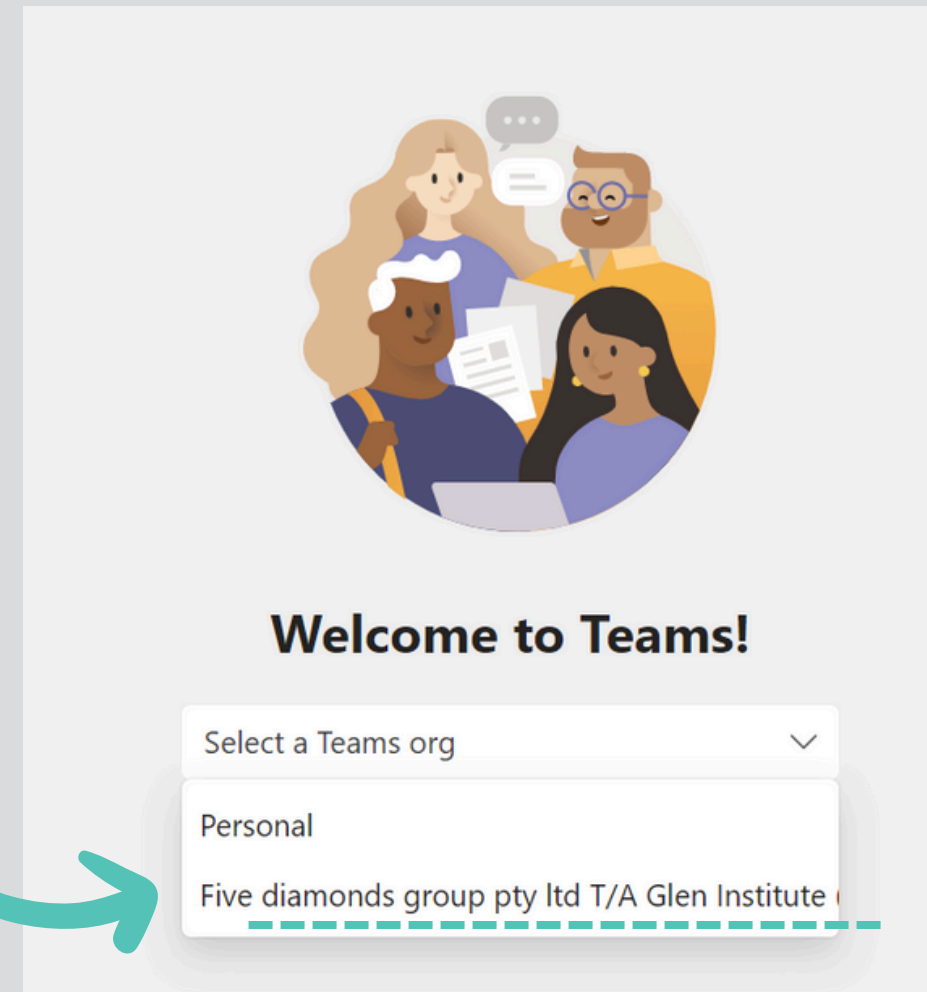 Welcome to Teams!
Select a Teams org
Personal
Five diamonds group pty ltd T/A Glen Institute (